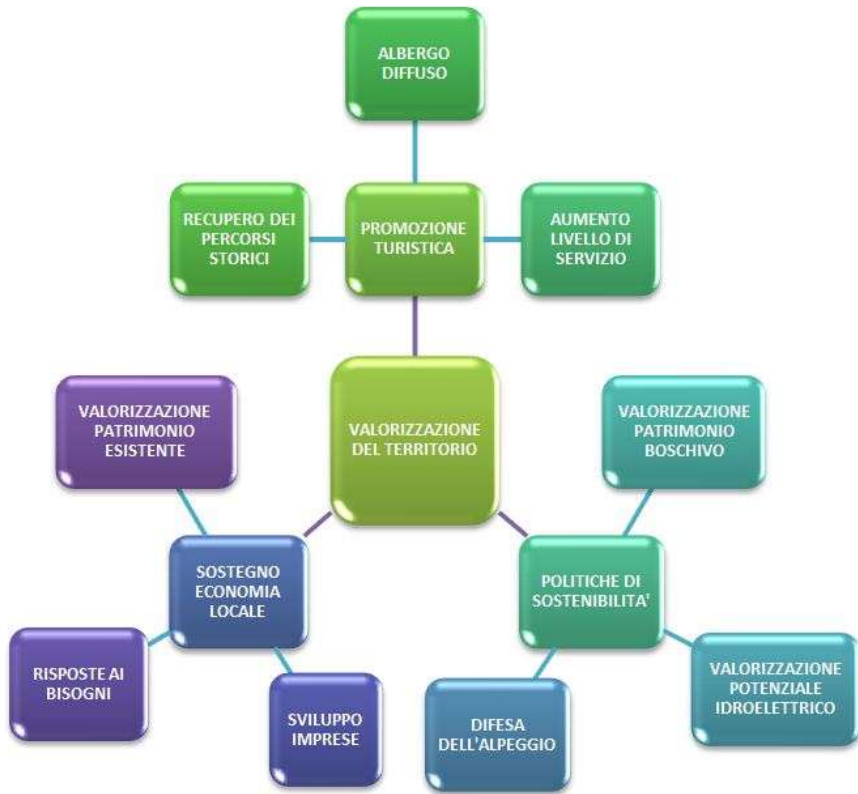 ALBERGO
DIFFUSO
RECUPERO DEI
PERCORSI
STORICI
PROMOZIONE
TURISTICA
AUMENTO
LIVELLO DI
SERVIZIO
VALORIZZAZIONE
PATRIMONIO
ESISTENTE
VALORIZZAZIONE
DEL TERRITORIO
VALORIZZAZIONE
PATRIMONIO
BOSCHIVO
SOSTEGNO
ECONOMIA
LOCALE
POLITICHE DI
SOSTENIBILITA'
RISPOSTE AI
BISOGNI
SVILUPPO
IMPRESE
DIFESA
DELL'ALPEGGIO
VALORIZZAZIONE
POTENZIALE
IDROELETTRICO